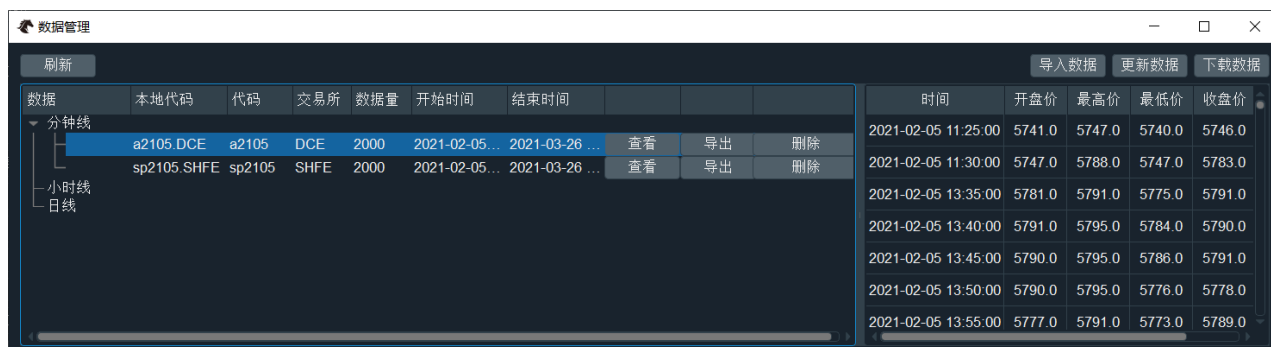 数据管理
刷新 导入数据 更新数据 下载数据
数据 本地代码 代码 交易所 数据量 开始时间 结束时间
分钟线
a2105.DCE a2105 DCE 2000 2021-02-05... 2021-03-26 ... 查看 导出 删除
sp2105.SHFE sp2105 SHFE 2000 2021-02-05... 2021-03-26 ... 查看 导出 删除
小时线
日线
时间 开盘价 最高价 最低价 收盘价
2021-02-05 11:25:00 5741.0 5747.0 5740.0 5746.0
2021-02-05 11:30:00 5747.0 5788.0 5747.0 5783.0
2021-02-05 13:35:00 5781.0 5791.0 5775.0 5791.0
2021-02-05 13:40:00 5791.0 5795.0 5784.0 5790.0
2021-02-05 13:45:00 5790.0 5795.0 5786.0 5791.0
2021-02-05 13:50:00 5790.0 5795.0 5776.0 5778.0
2021-02-05 13:55:00 5777.0 5791.0 5773.0 5789.0